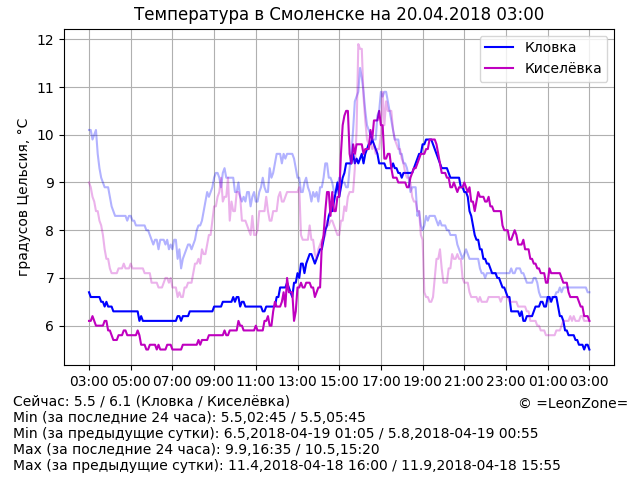 Температура в Смоленске на 20.04.2018 03:00
12
11
10
9
8
7
6
градусов Цельсия, °C
Кловка
Киселёвка
03:00 05:00 07:00 09:00 11:00 13:00 15:00 17:00 19:00 21:00 23:00 01:00 03:00
Сейчас: 5.5 / 6.1 (Кловка / Киселёвка)
© =LeonZone=
Min (за последние 24 часа): 5.5,02:45 / 5.5,05:45
Min (за предыдущие сутки): 6.5,2018-04-19 01:05 / 5.8,2018-04-19 00:55
Max (за последние 24 часа): 9.9,16:35 / 10.5,15:20
Max (за предыдущие сутки): 11.4,2018-04-18 16:00 / 11.9,2018-04-18 15:55